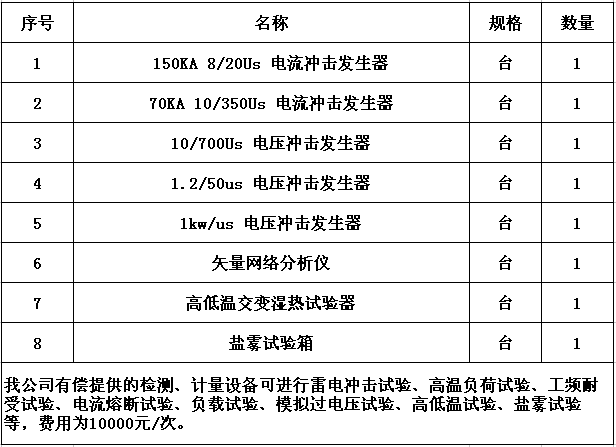 序号 名称 规格 数量
1 150KA 8/20Us 电流冲击发生器 台 1
2 70KA 10/350Us 电流冲击发生器 台 1
3 10/700Us 电压冲击发生器 台 1
4 1.2/50us 电压冲击发生器 台 1
5 1kw/us 电压冲击发生器 台 1
6 矢量网络分析仪 台 1
7 高低温交变湿热试验器 台 1
8 盐雾试验箱 台 1
我公司有偿提供的检测、计量设备可进行雷电冲击试验、高温负荷试验、工频耐
受试验、电流熔断试验、负载试验、模拟过电压试验、高低温试验、盐雾试验
等，费用为10000元/次。